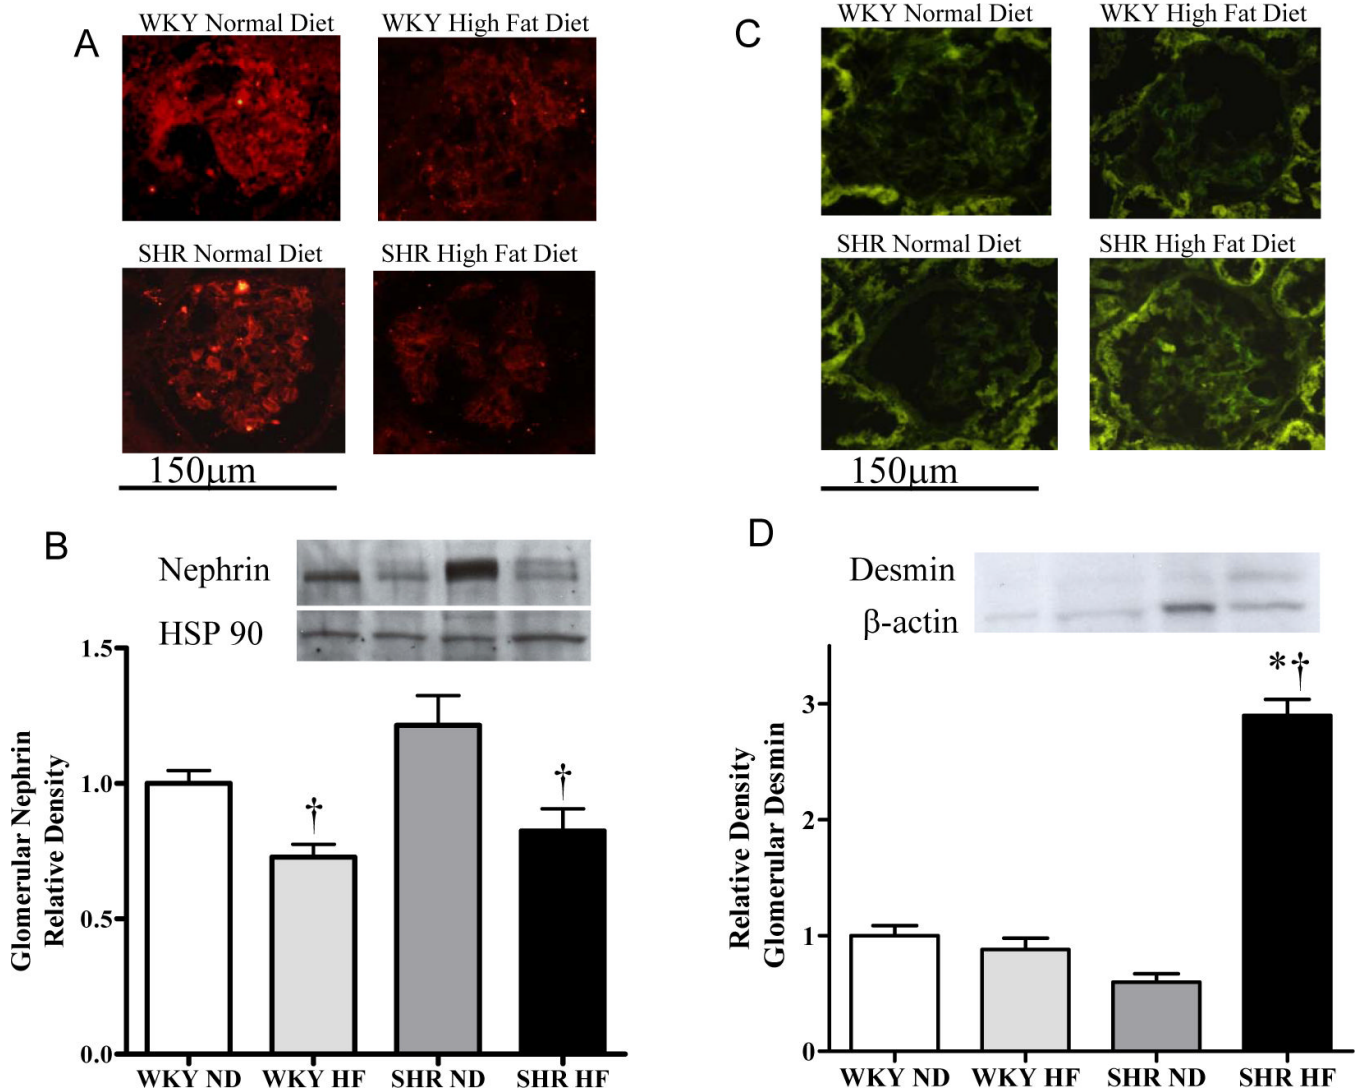 A
WKY Normal Diet
WKY High Fat Diet
SHR Normal Diet
SHR High Fat Diet
150μm
B
Nephrin
HSP 90
1.5
1.0
0.5
0.0
Glomerular Nephrin
Relative Density
†
†
WKY ND
WKY HF
SHR ND
SHR HF
C
WKY Normal Diet
WKY High Fat Diet
SHR Normal Diet
SHR High Fat Diet
150μm
D
Desmin
β-actin
3
2
1
0
Relative Density
Glomerular Desmin
*†
WKY ND
WKY HF
SHR ND
SHR HF